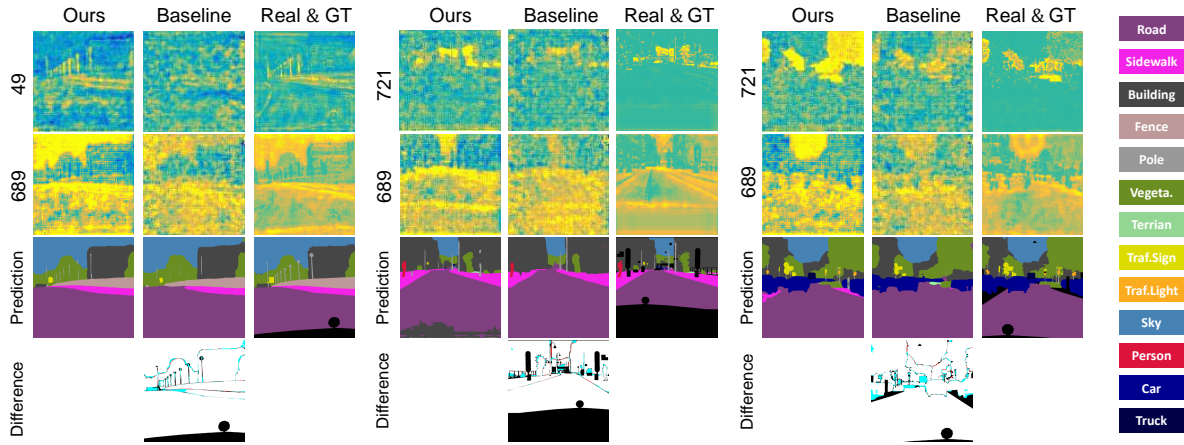 Ours Baseline Real & GT Ours Baseline Real & GT Ours Baseline Real & GT
49 721 721
689 689 689
Prediction Prediction Prediction
Difference Difference Difference
Road
Sidewalk
Building
Fence
Pole
Vegeta.
Terrian
Traf.Sign
Traf.Light
Sky
Person
Car
Truck